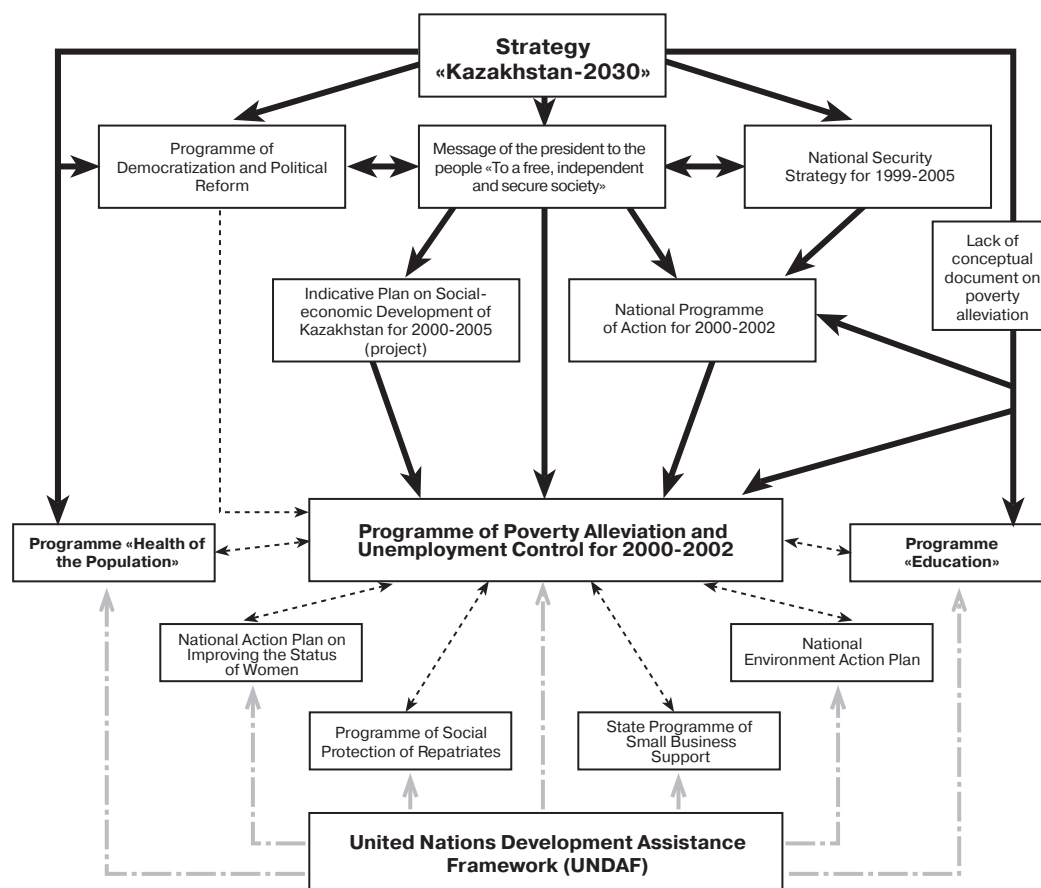 Strategy
«Kazakhstan-2030»
Programme of
Democratization and Political
Reform
Message of the president to the
people «To a free, independent
and secure society»
National Security
Strategy for 1999-2005
Lack of
conceptual
document on
poverty
alleviation
Indicative Plan on Social-
economic Development of
Kazakhstan for 2000-2005
(project)
National Programme
of Action for 2000-2002
Programme «Health of
the Population»
Programme of Poverty Alleviation and
Unemployment Control for 2000-2002
Programme
«Education»
National Action Plan on
Improving the Status
of Women
National
Environment Action Plan
Programme of Social
Protection of Repatriates
State Programme of
Small Business
Support
United Nations Development Assistance
Framework (UNDAF)